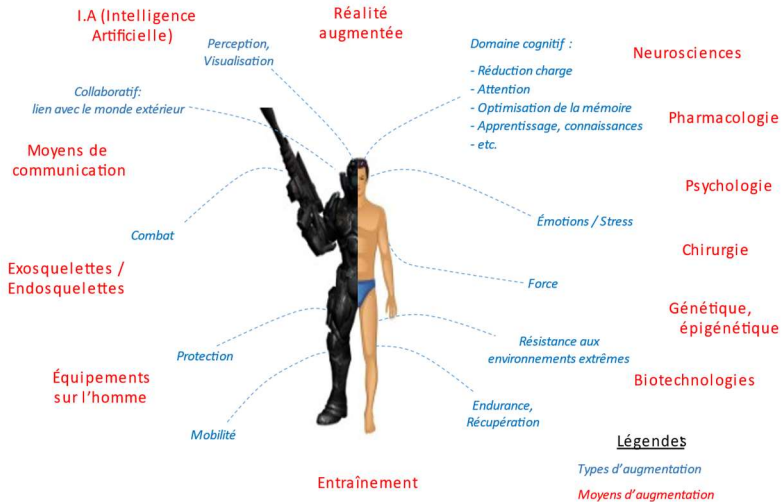 I.A (Intelligence
Artificielle)
Réalité
augmentée
Perception,
Visualisation
Domaine cognitif :
- Réduction charge
- Attention
- Optimisation de la mémoire
- Apprentissage, connaissances
- etc.
Neurosciences
Collaboratif:
lien avec le monde extérieur
Pharmacologie
Moyens de
communication
Psychologie
Combat
Émotions / Stress
Chirurgie
Exosquelettes /
Endosquelettes
Force
Génétique,
épigénétique
Protection
Résistance aux
environnements extrêmes
Équipements
sur l'homme
Biotechnologies
Mobilité
Endurance,
Récupération
Entraînement
Légendes:
Types d'augmentation
Moyens d'augmentation